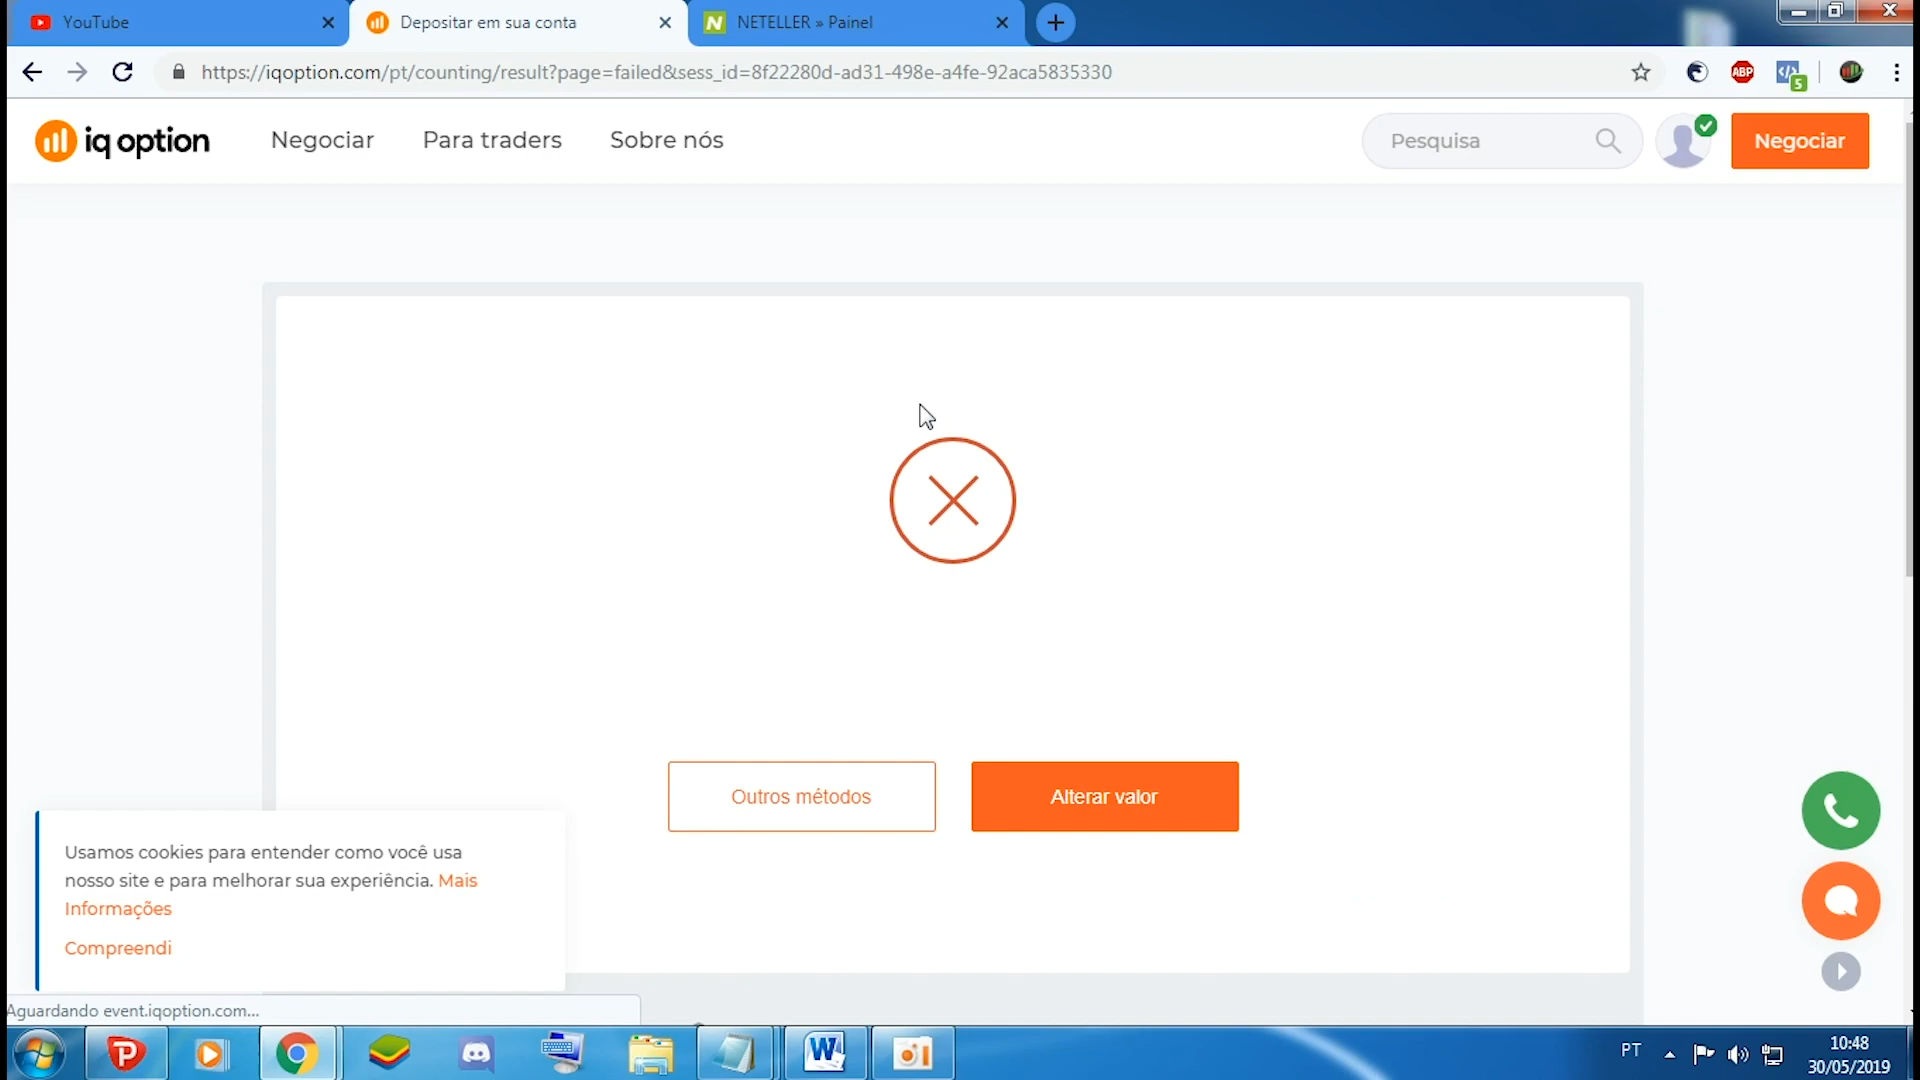 YouTube
Depositar em sua conta
NETELLER » Painel
https://iqoption.com/pt/counting/result?page=failed&sess_id=8f22280d-ad31-498e-a4fe-92aca5835330
ABP
5
iq option
Negociar
Para traders
Sobre nós
Pesquisa
Negociar
Outros métodos
Alterar valor
Usamos cookies para entender como você usa
nosso site e para melhorar sua experiência. Mais
Informações
Compreendi
Aguardando event.iqoption.com...
PT
10:48
30/05/2019